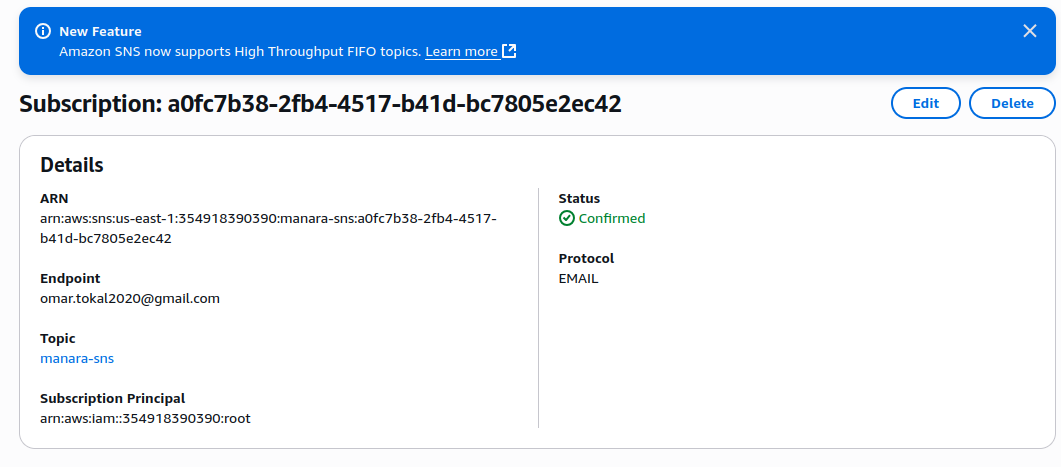 New Feature
Amazon SNS now supports High Throughput FIFO topics. Learn more
Subscription: a0fc7b38-2fb4-4517-b41d-bc7805e2ec42
Edit
Delete
Details
ARN
arn:aws:sns:us-east-1:354918390390:manara-sns:a0fc7b38-2fb4-4517-
b41d-bc7805e2ec42
Endpoint
omar.tokal2020@gmail.com
Topic
manara-sns
Subscription Principal
arn:aws:iam::354918390390:root
Status
Confirmed
Protocol
EMAIL